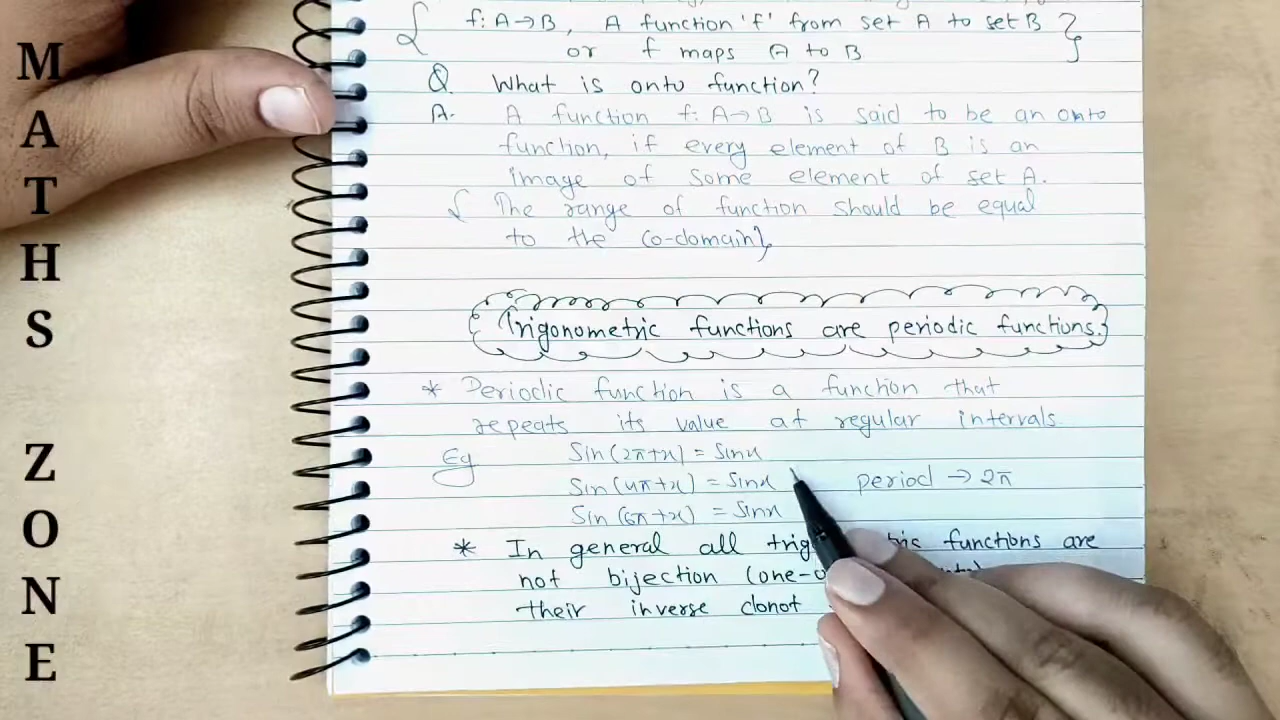 MATHS ZONE
f: A→B, A function 'f' from set A to set B
or f maps A to B
Q. What is onto function?
A. A function f: A→B is said to be an onto
function, if every element of B is an
image of some element of set A.
{ The range of function should be equal
to the Co-domain}
Trigonometric functions are periodic functions.
* Periodic function is a function that
repeats its value at regular intervals.
Eg Sin(2π+x) = Sinx
Sin(4π+x) = Sinx period → 2π
Sin(6π+x) = Sinx
* In general all functions are
not bijection
their inverse donot